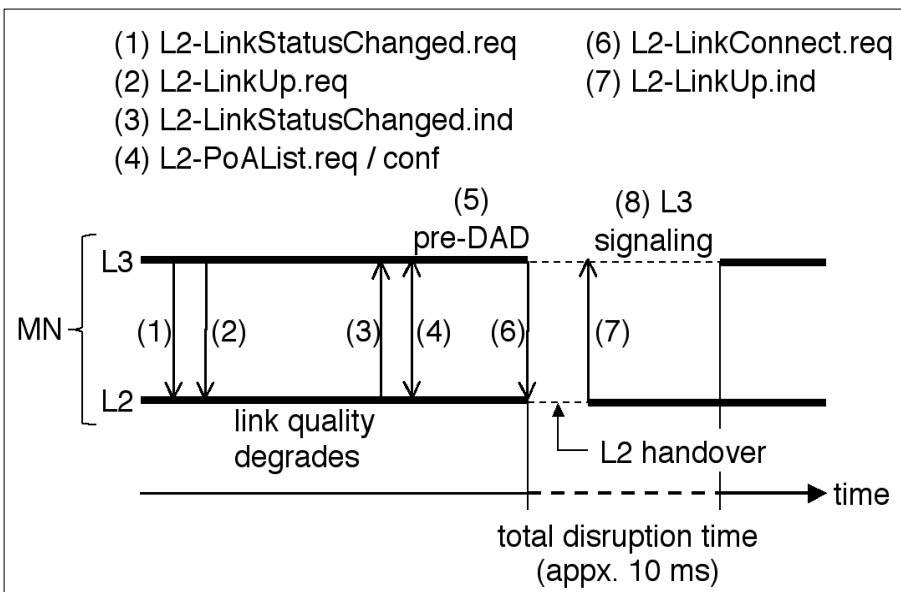 (1) L2-LinkStatusChanged.req
(2) L2-LinkUp.req
(3) L2-LinkStatusChanged.ind
(4) L2-PoAList.req / conf
(6) L2-LinkConnect.req
(7) L2-LinkUp.ind
(5)
pre-DAD
(8) L3
signaling
L3
MN
(1)
(2)
(3)
(4)
(6)
(7)
L2
link quality
degrades
L2 handover
time
total disruption time
(appx. 10 ms)